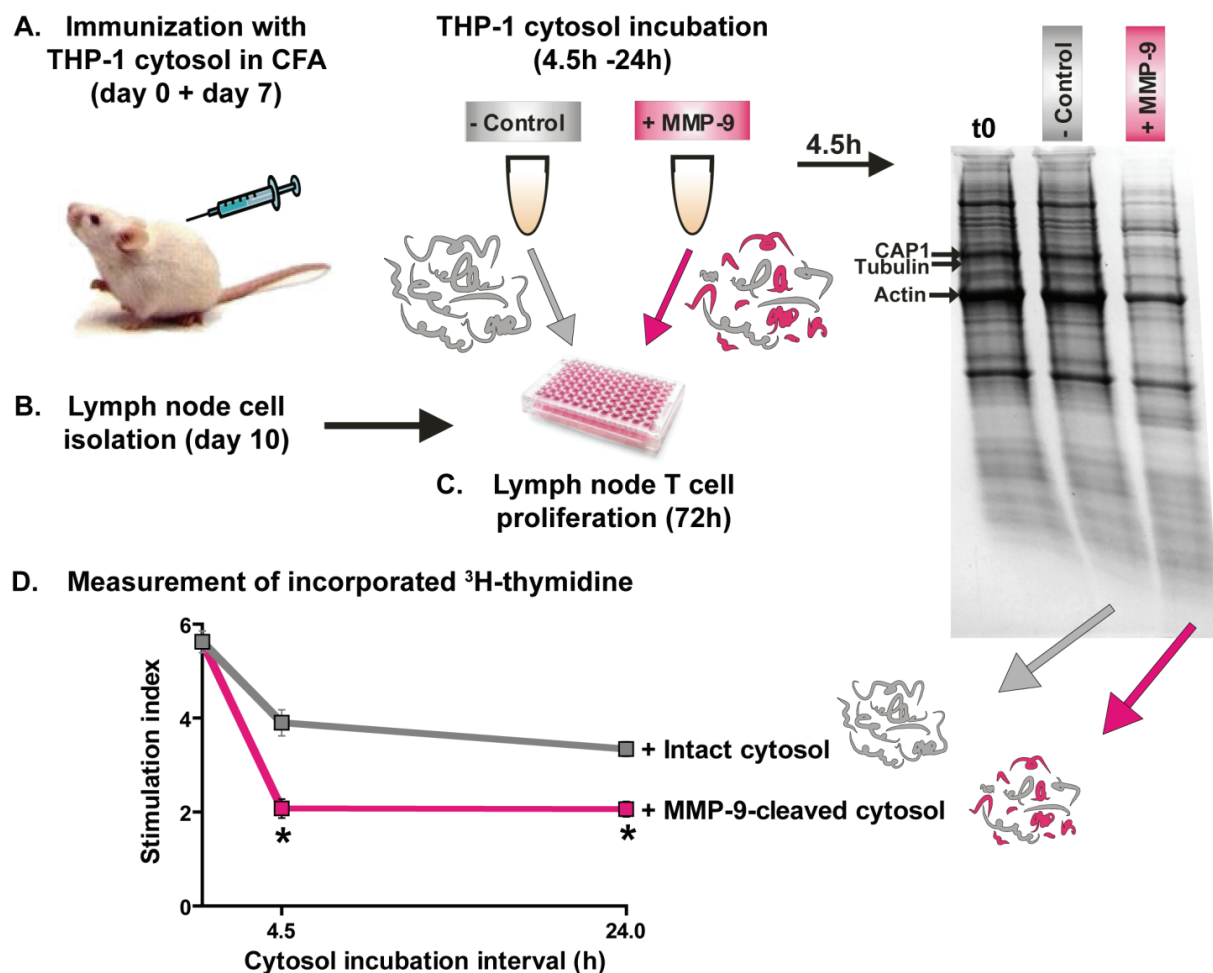 A. Immunization with
THP-1 cytosol in CFA
(day 0 + day 7)
THP-1 cytosol incubation
(4.5h -24h)
- Control
+ MMP-9
4.5h
t0
- Control
+ MMP-9
CAP1
Tubulin
Actin
B. Lymph node cell
isolation (day 10)
C. Lymph node T cell
proliferation (72h)
D. Measurement of incorporated ³H-thymidine
Stimulation index
6
4
2
0
4.5
24.0
*
*
+ Intact cytosol
+ MMP-9-cleaved cytosol
Cytosol incubation interval (h)